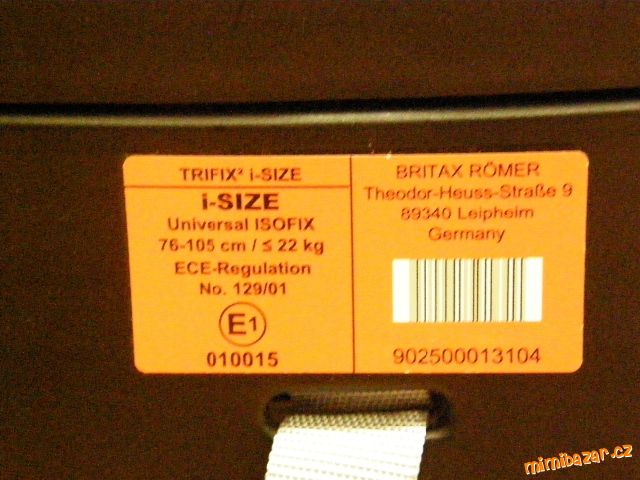 TRIFIX² i-SIZE
i-SIZE
Universal ISOFIX
76-105 cm / ≤ 22 kg
ECE-Regulation
No. 129/01
E1
010015
BRITAX RÖMER
Theodor-Heuss-Straße 9
89340 Leipheim
Germany
902500013104
mimibazar.cz